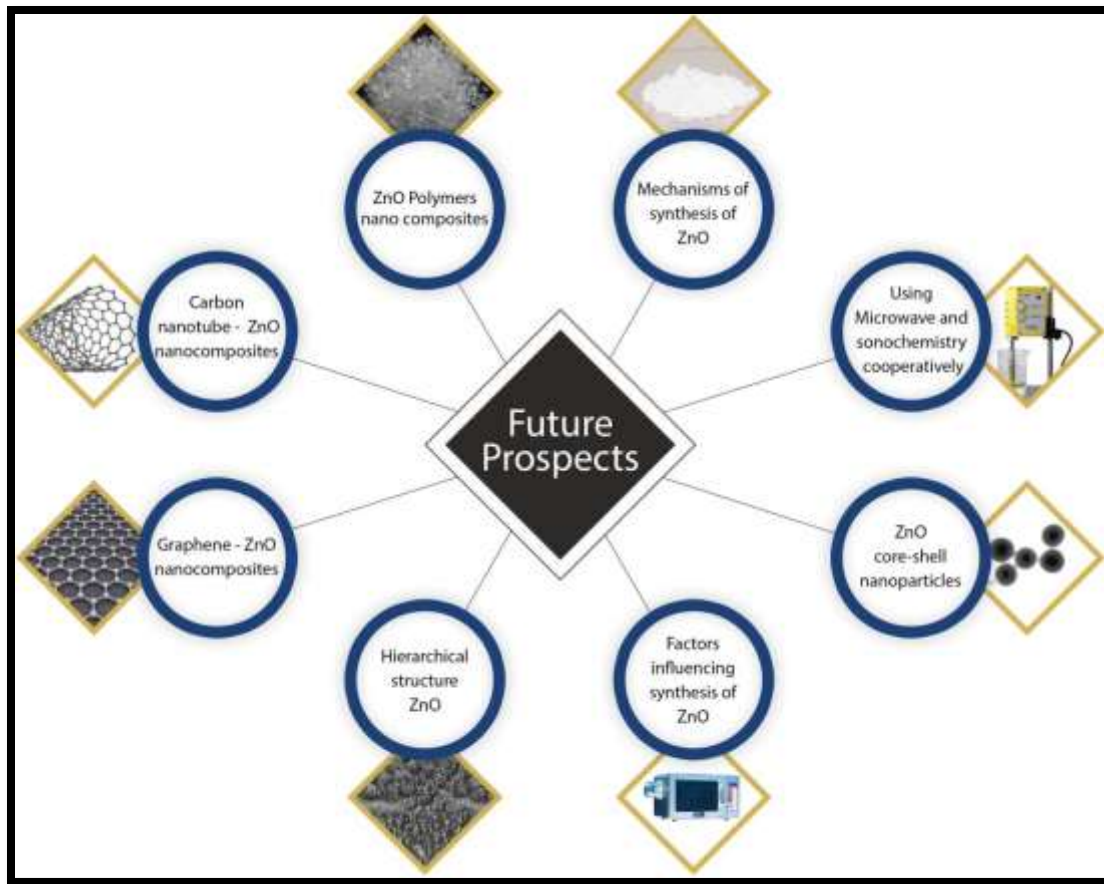 ZnO Polymers
nano composites
Mechanisms of
synthesis of
ZnO
Carbon
nanotube - ZnO
nanocomposites
Using
Microwave and
sonochemistry
cooperatively
Future
Prospects
Graphene - ZnO
nanocomposites
ZnO
core-shell
nanoparticles
Hierarchical
structure
ZnO
Factors
influencing
synthesis of
ZnO